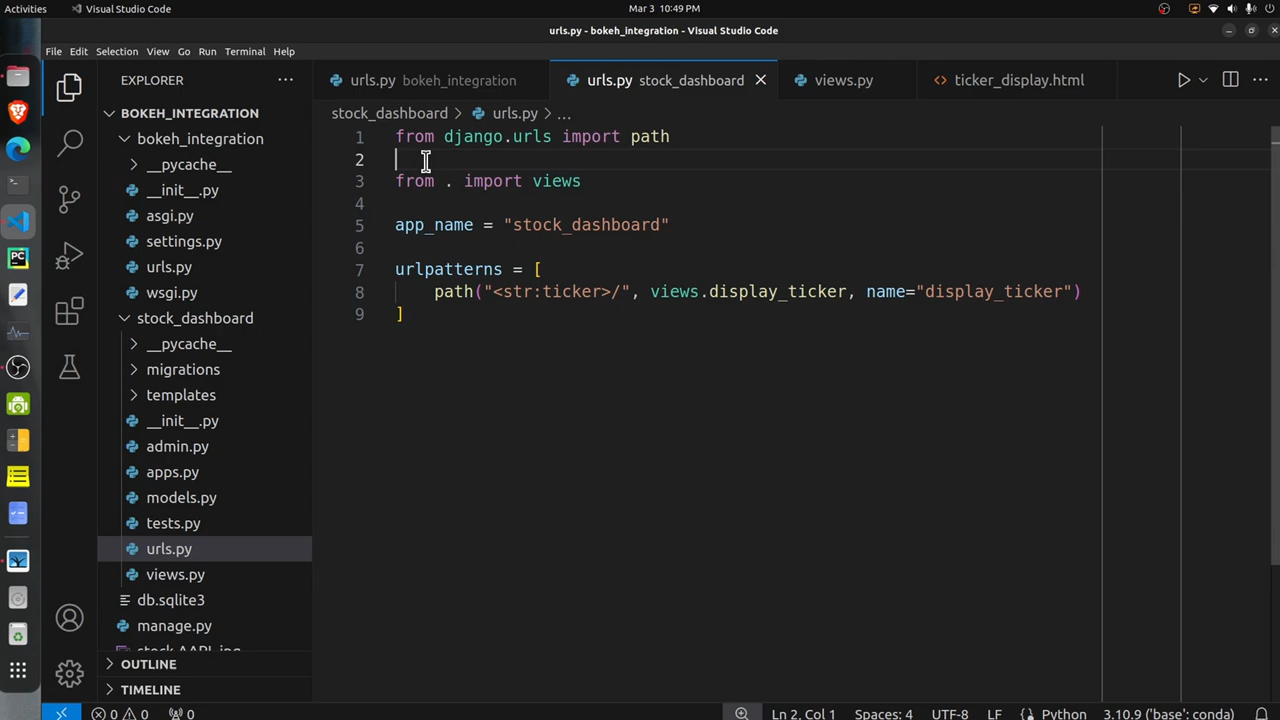 Activities Visual Studio Code Mar 3 10:49 PM
urls.py - bokeh_integration - Visual Studio Code
File Edit Selection View Go Run Terminal Help
EXPLORER
urls.py bokeh_integration
urls.py stock_dashboard
views.py
ticker_display.html
BOKEH_INTEGRATION
bokeh_integration
__pycache__
__init__.py
asgi.py
settings.py
urls.py
wsgi.py
stock_dashboard
__pycache__
migrations
templates
__init__.py
admin.py
apps.py
models.py
tests.py
urls.py
views.py
db.sqlite3
manage.py
OUTLINE
TIMELINE
stock_dashboard > urls.py > ...
1 from django.urls import path
2
3 from . import views
4
5 app_name = "stock_dashboard"
6
7 urlpatterns = [
8 path("<str:ticker>/", views.display_ticker, name="display_ticker")
9 ]
0 0 0 Ln 2, Col 1 Spaces: 4 UTF-8 LF Python 3.10.9 ('base': conda)